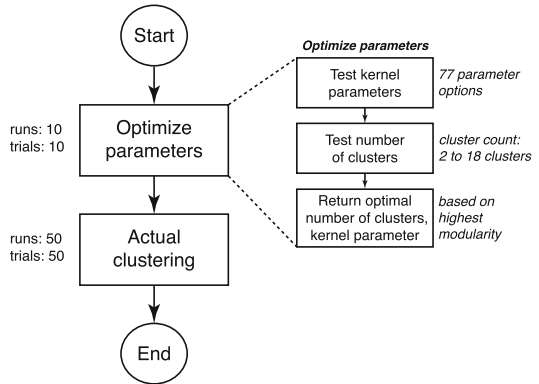 Start
runs: 10
trials: 10
Optimize
parameters
runs: 50
trials: 50
Actual
clustering
End
Optimize parameters
Test kernel
parameters
77 parameter
options
Test number
of clusters
cluster count:
2 to 18 clusters
Return optimal
number of clusters,
kernel parameter
based on
highest
modularity